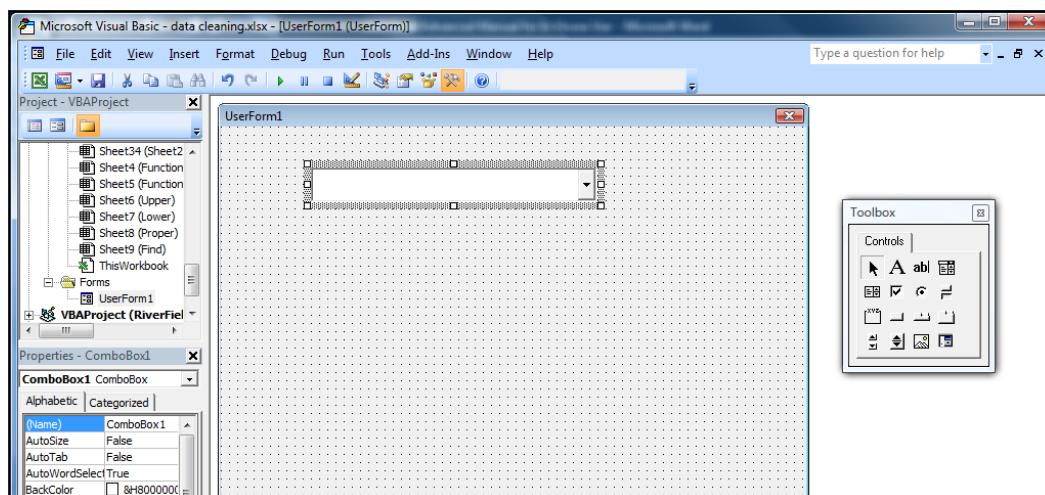 Microsoft Visual Basic - data cleaning.xlsx - [UserForm1 (UserForm)]
File Edit View Insert Format Debug Run Tools Add-Ins Window Help
Type a question for help
Project - VBAProject
Sheet34 (Sheet2
Sheet4 (Function
Sheet5 (Function
Sheet6 (Upper)
Sheet7 (Lower)
Sheet8 (Proper)
Sheet9 (Find)
ThisWorkbook
Forms
UserForm1
VBAProject (RiverFiel
Properties - ComboBox1
ComboBox1 ComboBox
Alphabetic Categorized
(Name) ComboBox1
AutoSize False
AutoTab False
AutoWordSelect True
BackColor &H8000000
UserForm1
Toolbox
Controls
A ab|
xyz